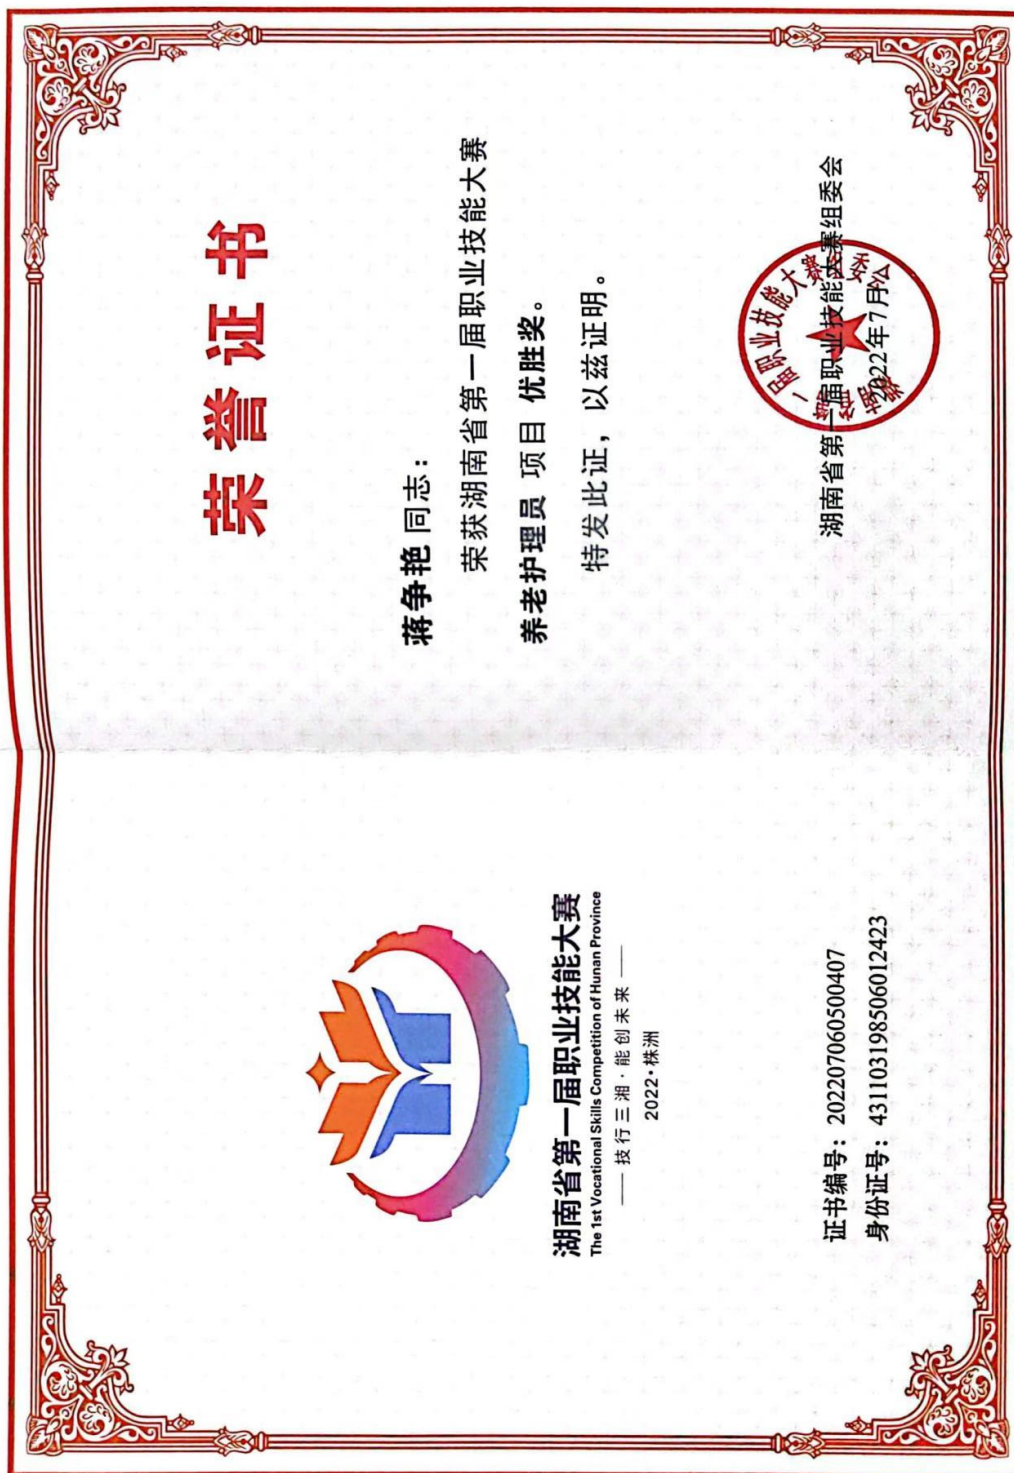 湖南省第一届职业技能大赛
The 1st Vocational Skills Competition of Hunan Province
—— 技行三湘·能创未来 ——
2022·株洲
证书编号：202207060500407
身份证号：431103198506012423
荣誉证书
蒋争艳 同志：
荣获湖南省第一届职业技能大赛
养老护理员 项目 优胜奖。
特发此证，以兹证明。
湖南省第一届职业技能大赛组委会
2022年7月